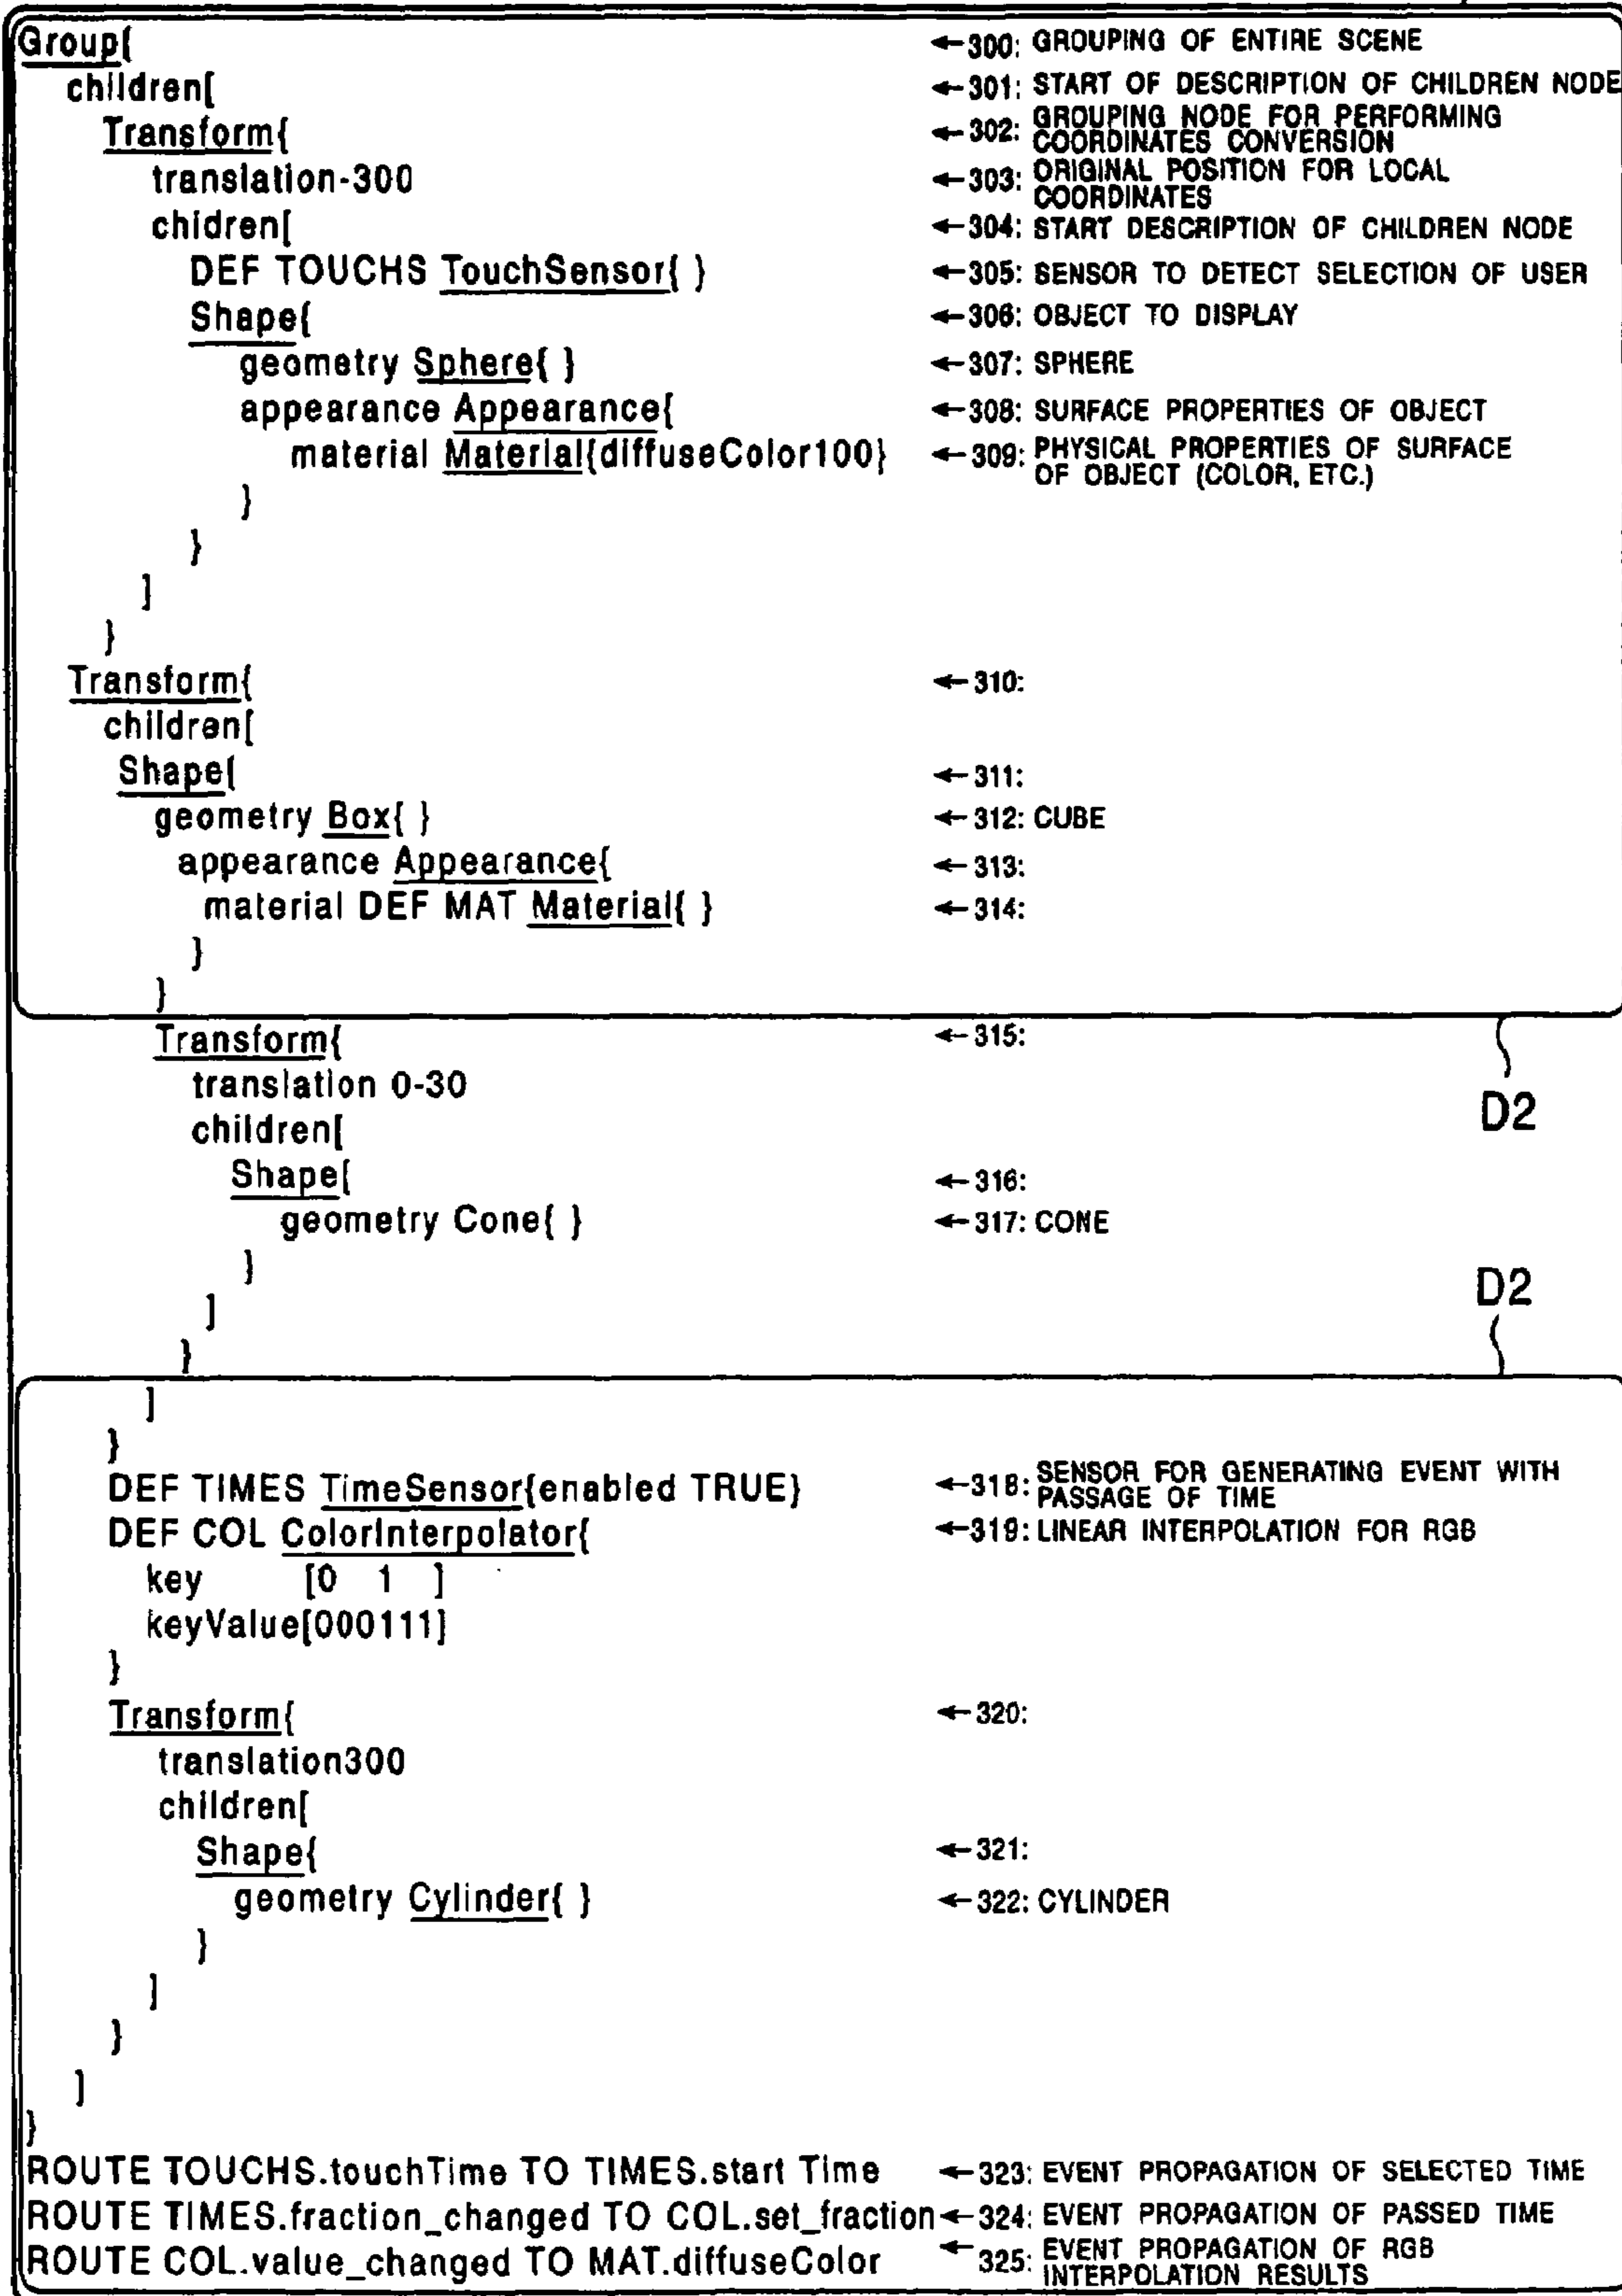 Group{ ←300: GROUPING OF ENTIRE SCENE
children[ ←301: START OF DESCRIPTION OF CHILDREN NODE
Transform{ ←302: GROUPING NODE FOR PERFORMING
COORDINATES CONVERSION
translation-300 ←303: ORIGINAL POSITION FOR LOCAL
COORDINATES
chidren[ ←304: START DESCRIPTION OF CHILDREN NODE
DEF TOUCHS TouchSensor{ } ←305: SENSOR TO DETECT SELECTION OF USER
Shape{ ←306: OBJECT TO DISPLAY
geometry Sphere{ } ←307: SPHERE
appearance Appearance{ ←308: SURFACE PROPERTIES OF OBJECT
material Material{diffuseColor100} ←309: PHYSICAL PROPERTIES OF SURFACE
OF OBJECT (COLOR, ETC.)
}
}
]
}
Transform{ ←310:
children[
Shape{ ←311:
geometry Box{ } ←312: CUBE
appearance Appearance{ ←313:
material DEF MAT Material{ } ←314:
}
}
Transform{ ←315:
translation 0-30
D2
children[
Shape{ ←316:
geometry Cone{ } ←317: CONE
}
D2
]
}
]
}
DEF TIMES TimeSensor{enabled TRUE} ←318: SENSOR FOR GENERATING EVENT WITH
PASSAGE OF TIME
DEF COL ColorInterpolator{ ←319: LINEAR INTERPOLATION FOR RGB
key [0 1 ]
keyValue[000111]
}
Transform{ ←320:
translation300
children[
Shape{ ←321:
geometry Cylinder{ } ←322: CYLINDER
}
]
}
]
}
ROUTE TOUCHS.touchTime TO TIMES.start Time ←323: EVENT PROPAGATION OF SELECTED TIME
ROUTE TIMES.fraction_changed TO COL.set_fraction ←324: EVENT PROPAGATION OF PASSED TIME
ROUTE COL.value_changed TO MAT.diffuseColor ←325: EVENT PROPAGATION OF RGB
INTERPOLATION RESULTS